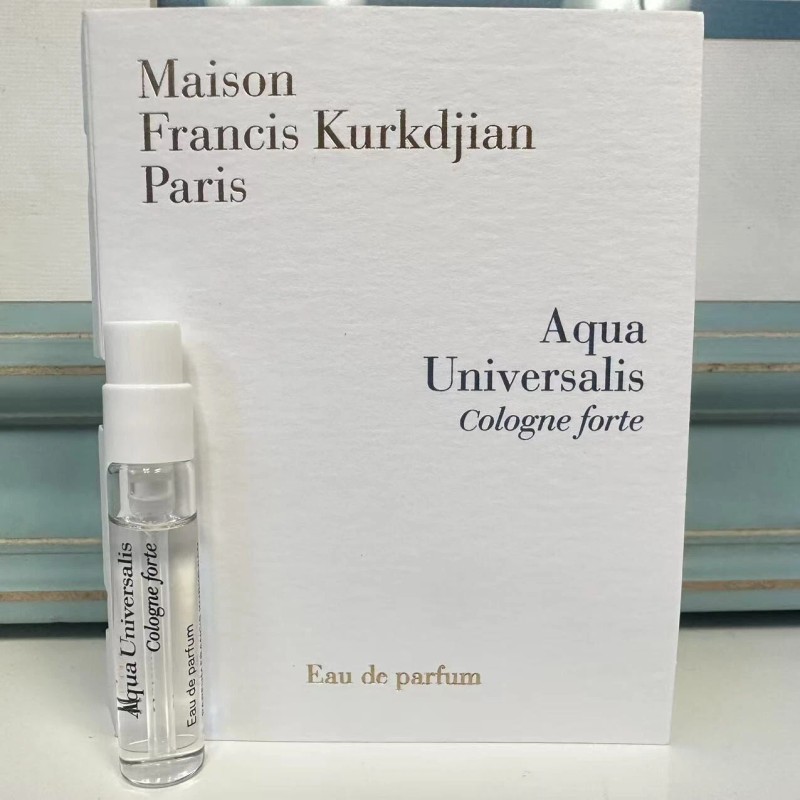 Maison
Francis Kurkdjian
Paris
Aqua
Universalis
Cologne forte
Eau de parfum
Aqua Universalis
Cologne forte
Eau de parfum